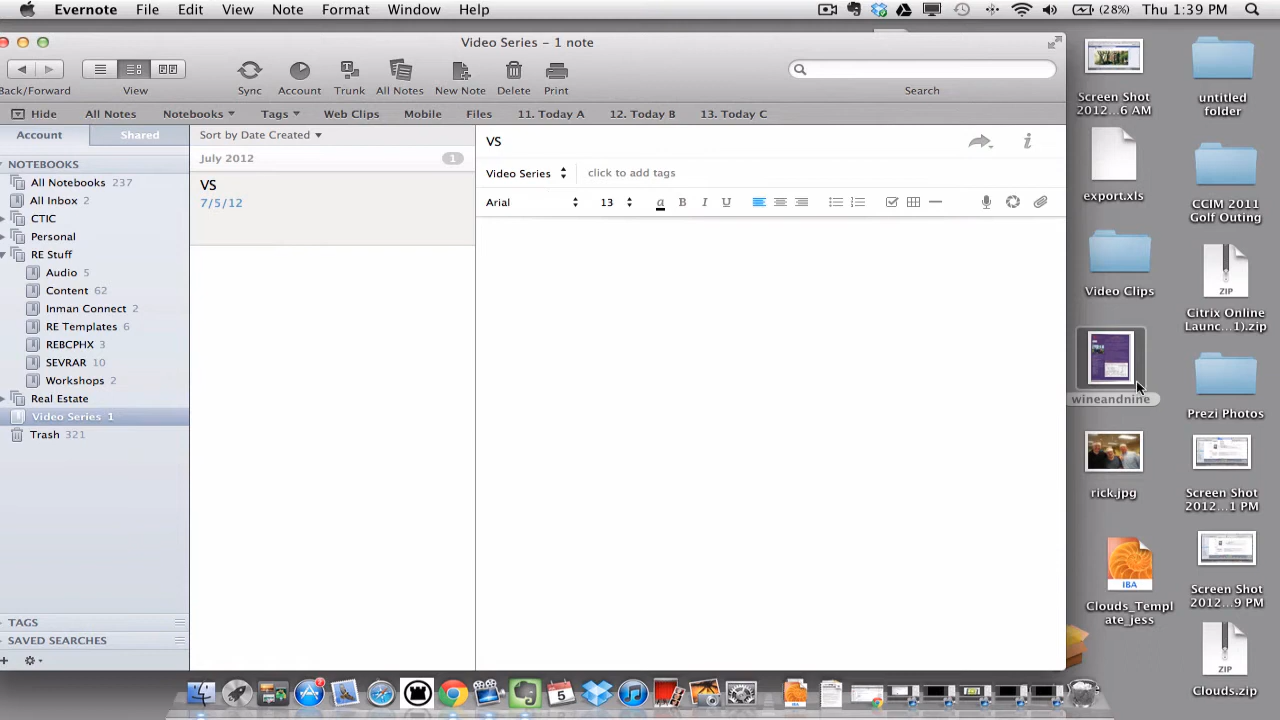 Evernote File Edit View Note Format Window Help (28%) Thu 1:39 PM
Video Series – 1 note
Back/Forward View Sync Account Trunk All Notes New Note Delete Print Search
Hide All Notes Notebooks Tags Web Clips Mobile Files 11. Today A 12. Today B 13. Today C
Account Shared
NOTEBOOKS
All Notebooks 237
All Inbox 2
CTIC
Personal
RE Stuff
Audio 5
Content 62
Inman Connect 2
RE Templates 6
REBCPHX 3
SEVRAR 10
Workshops 2
Real Estate
Video Series 1
Trash 321
TAGS
SAVED SEARCHES
Sort by Date Created
July 2012 1
VS
7/5/12
VS
Video Series click to add tags
Arial 13 a B I U
Screen Shot
2012...6 AM
untitled
folder
export.xls
CCIM 2011
Golf Outing
Video Clips
ZIP
Citrix Online
Launc...1).zip
wineandnine
Prezi Photos
rick.jpg
Screen Shot
2012...1 PM
IBA
Clouds_Templ
ate_jess
Screen Shot
2012...9 PM
ZIP
Clouds.zip
5